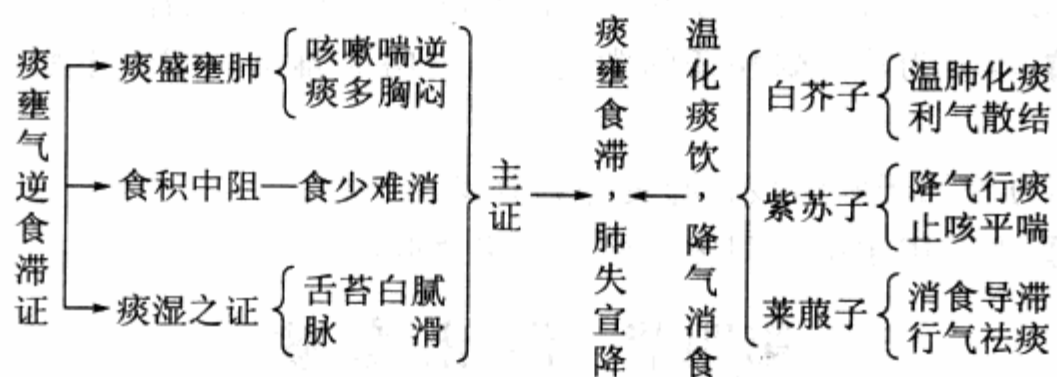 痰壅气逆食滞证
痰盛壅肺
咳嗽喘逆
痰多胸闷
食积中阻—食少难消
痰湿之证
舌苔白腻
脉 滑
主证
痰壅食滞，肺失宣降
温化痰饮，降气消食
白芥子
温肺化痰
利气散结
紫苏子
降气行痰
止咳平喘
莱菔子
消食导滞
行气祛痰